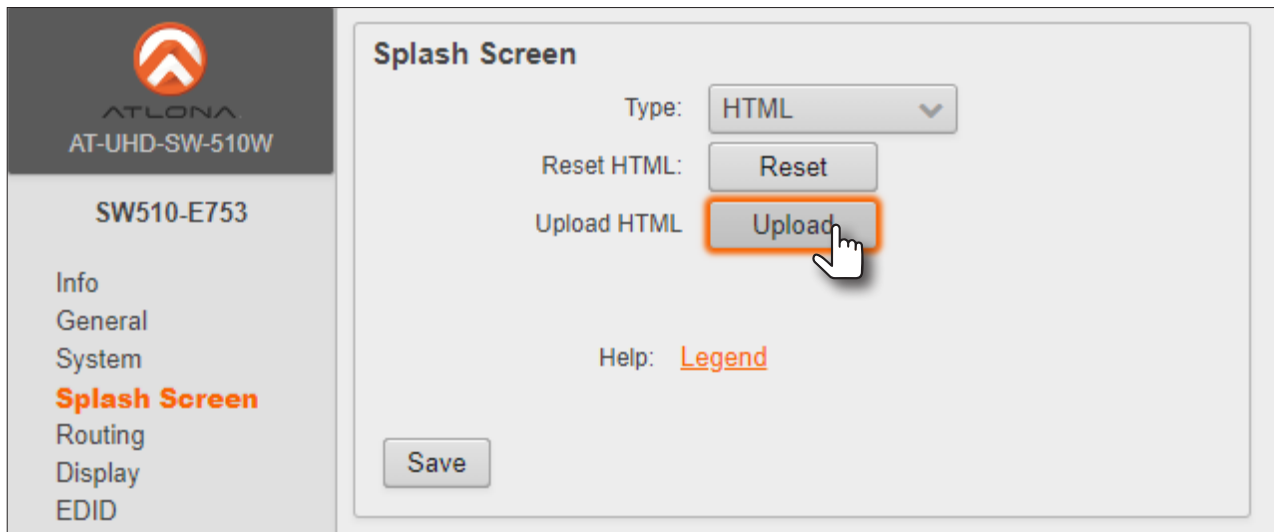 ATLONA
AT-UHD-SW-510W
SW510-E753
Info
General
System
Splash Screen
Routing
Display
EDID
Splash Screen
Type: HTML
Reset HTML: Reset
Upload HTML Upload
Help: Legend
Save